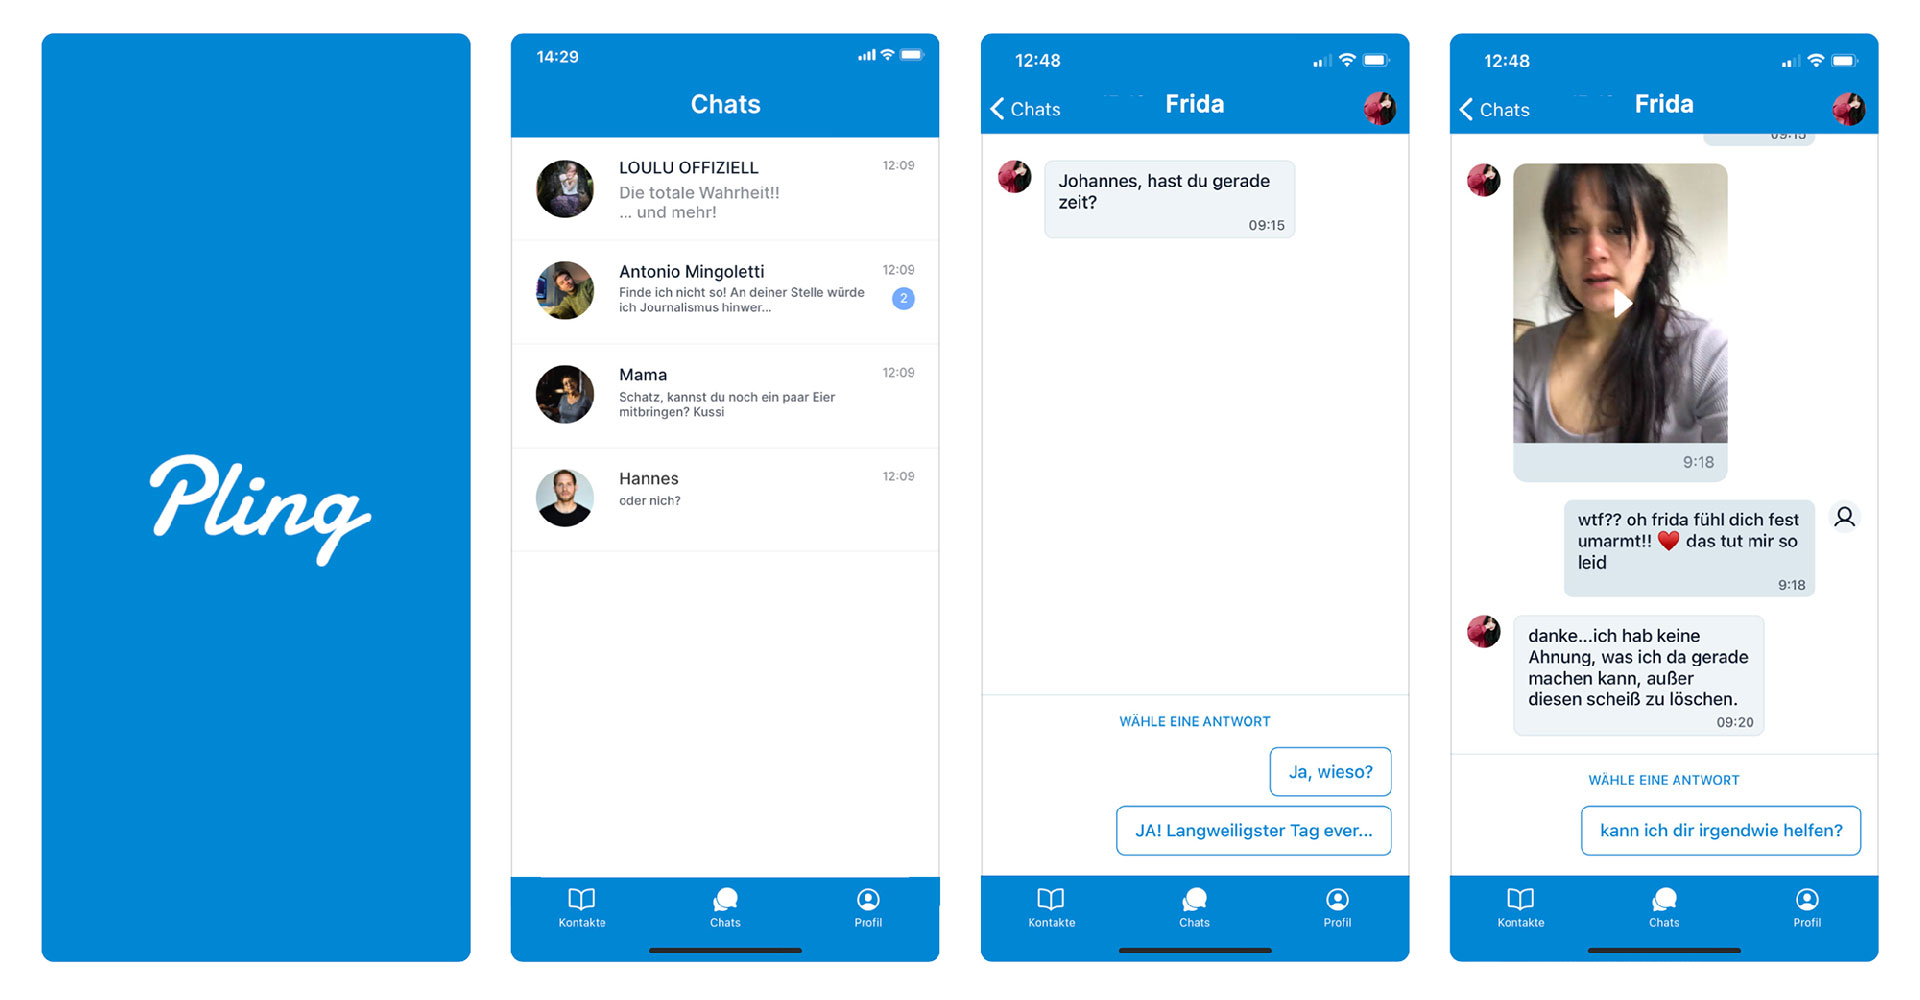 Pling
14:29
Chats
LOULU OFFIZIELL
12:09
Die totale Wahrheit!!
... und mehr!
Antonio Mingoletti
12:09
Finde ich nicht so! An deiner Stelle würde
ich Journalismus hinwer...
2
Mama
12:09
Schatz, kannst du noch ein paar Eier
mitbringen? Kussi
Hannes
12:09
oder nich?
Kontakte
Chats
Profil
12:48
Chats
Frida
Johannes, hast du gerade
zeit?
09:15
WÄHLE EINE ANTWORT
Ja, wieso?
JA! Langweiligster Tag ever...
Kontakte
Chats
Profil
12:48
Chats
Frida
09:15
9:18
wtf?? oh frida fühl dich fest
umarmt!! ♥️ das tut mir so
leid
9:18
danke...ich hab keine
Ahnung, was ich da gerade
machen kann, außer
diesen scheiß zu löschen.
09:20
WÄHLE EINE ANTWORT
kann ich dir irgendwie helfen?
Kontakte
Chats
Profil